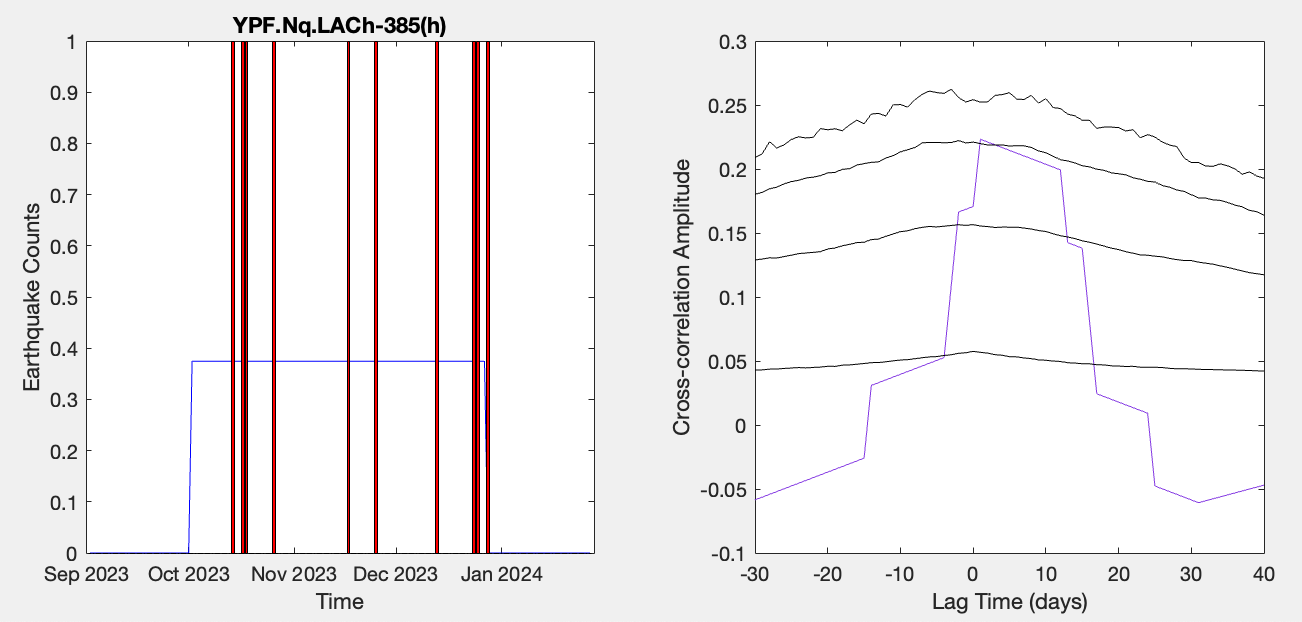 YPF.Nq.LACh-385(h)
1
0.9
0.8
0.7
0.6
0.5
0.4
0.3
0.2
0.1
0
Earthquake Counts
Sep 2023 Oct 2023 Nov 2023 Dec 2023 Jan 2024
Time
0.3
0.25
0.2
0.15
0.1
0.05
0
-0.05
-0.1
Cross-correlation Amplitude
-30 -20 -10 0 10 20 30 40
Lag Time (days)